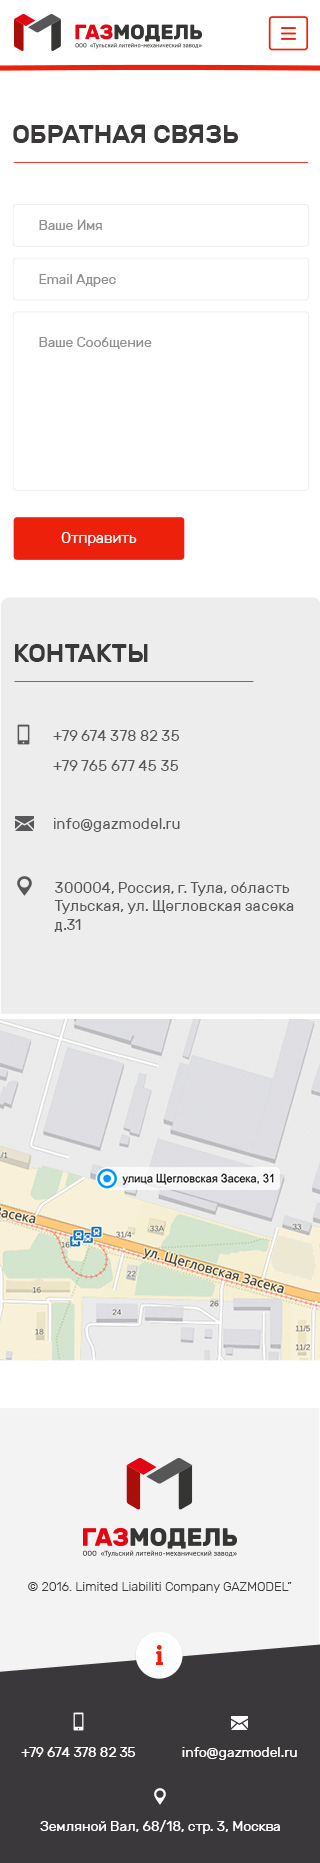 ГАЗМОДЕЛЬ
ООО «Тульский литейно-механический завод»
ОБРАТНАЯ СВЯЗЬ
Ваше Имя
Email Адрес
Ваше Сообщение
Отправить
КОНТАКТЫ
+79 674 378 82 35
+79 765 677 45 35
info@gazmodel.ru
300004, Россия, г. Тула, область
Тульская, ул. Щегловская засека
д.31
/1
улица Щегловская Засека, 31
Засека
16
31/4
33А
33
ул. Щегловская Засека
22
16
26
24
18
11/5
11/2
ГАЗМОДЕЛЬ
ООО «Тульский литейно-механический завод»
© 2016. Limited Liabiliti Company GAZMODEL"
i
+79 674 378 82 35
info@gazmodel.ru
Земляной Вал, 68/18, стр. 3, Москва